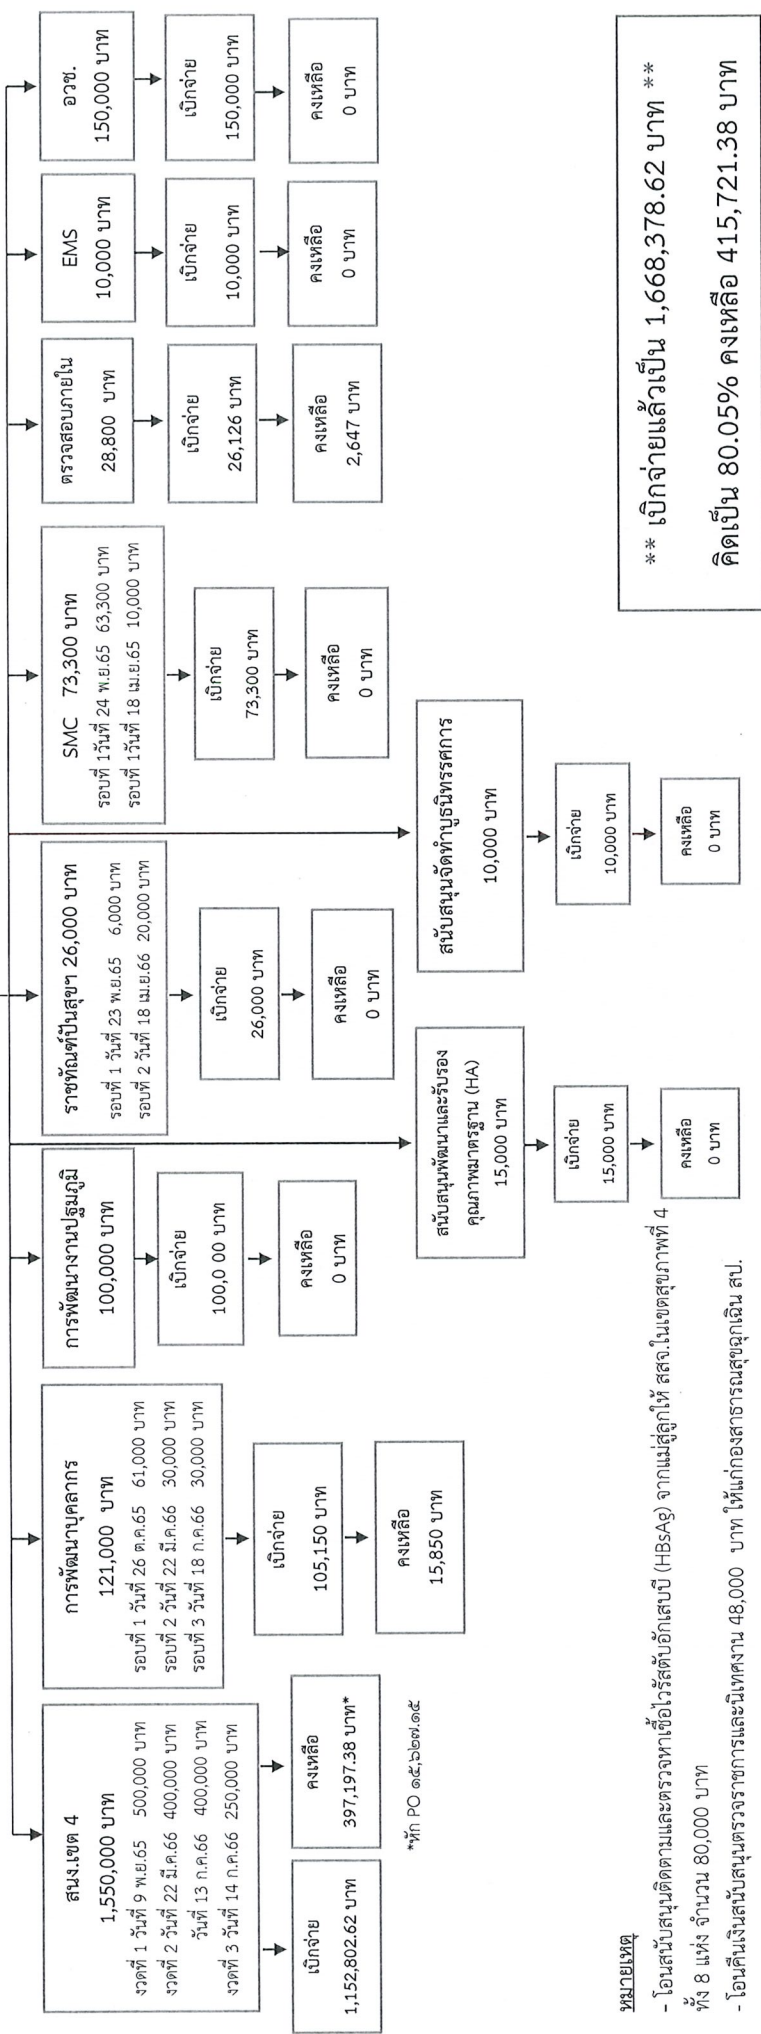 สนง.เขต 4
1,550,000 บาท
งวดที่ 1 วันที่ 9 พ.ย.65 500,000 บาท
งวดที่ 2 วันที่ 22 มี.ค.66 400,000 บาท
วันที่ 13 ก.ค.66 400,000 บาท
งวดที่ 3 วันที่ 14 ก.ค.66 250,000 บาท
เบิกจ่าย
1,152,802.62 บาท
คงเหลือ
397,197.38 บาท*
*หัก PO ๑๕,๖๒๗.๑๕
การพัฒนาบุคลากร
121,000 บาท
รอบที่ 1 วันที่ 26 ต.ค.65 61,000 บาท
รอบที่ 2 วันที่ 22 มี.ค.66 30,000 บาท
รอบที่ 3 วันที่ 18 ก.ค.66 30,000 บาท
เบิกจ่าย
105,150 บาท
คงเหลือ
15,850 บาท
การพัฒนางานปฐมภูมิ
100,000 บาท
เบิกจ่าย
100,0 00 บาท
คงเหลือ
0 บาท
ราชทัณฑ์ปันสุขฯ 26,000 บาท
รอบที่ 1 วันที่ 23 พ.ย.65 6,000 บาท
รอบที่ 2 วันที่ 18 เม.ย.66 20,000 บาท
เบิกจ่าย
26,000 บาท
คงเหลือ
0 บาท
SMC 73,300 บาท
รอบที่ 1วันที่ 24 พ.ย.65 63,300 บาท
รอบที่ 1วันที่ 18 เม.ย.65 10,000 บาท
เบิกจ่าย
73,300 บาท
คงเหลือ
0 บาท
ตรวจสอบภายใน
28,800 บาท
เบิกจ่าย
26,126 บาท
คงเหลือ
2,647 บาท
EMS
10,000 บาท
เบิกจ่าย
10,000 บาท
คงเหลือ
0 บาท
อวช.
150,000 บาท
เบิกจ่าย
150,000 บาท
คงเหลือ
0 บาท
สนับสนุนพัฒนาและรับรอง
คุณภาพมาตรฐาน (HA)
15,000 บาท
เบิกจ่าย
15,000 บาท
คงเหลือ
0 บาท
สนับสนุนจัดทำบูธนิทรรศการ
10,000 บาท
เบิกจ่าย
10,000 บาท
คงเหลือ
0 บาท
หมายเหตุ
- โอนสนับสนุนติดตามและตรวจหาเชื้อไวรัสตับอักเสบบี (HBsAg) จากแม่สู่ลูกให้ สสจ.ในเขตสุขภาพที่ 4
ทั้ง 8 แห่ง จำนวน 80,000 บาท
- โอนคืนเงินสนับสนุนตรวจราชการและนิเทศงาน 48,000 บาท ให้แก่กองสาธารณสุขฉุกเฉิน สป.
** เบิกจ่ายแล้วเป็น 1,668,378.62 บาท **
คิดเป็น 80.05% คงเหลือ 415,721.38 บาท